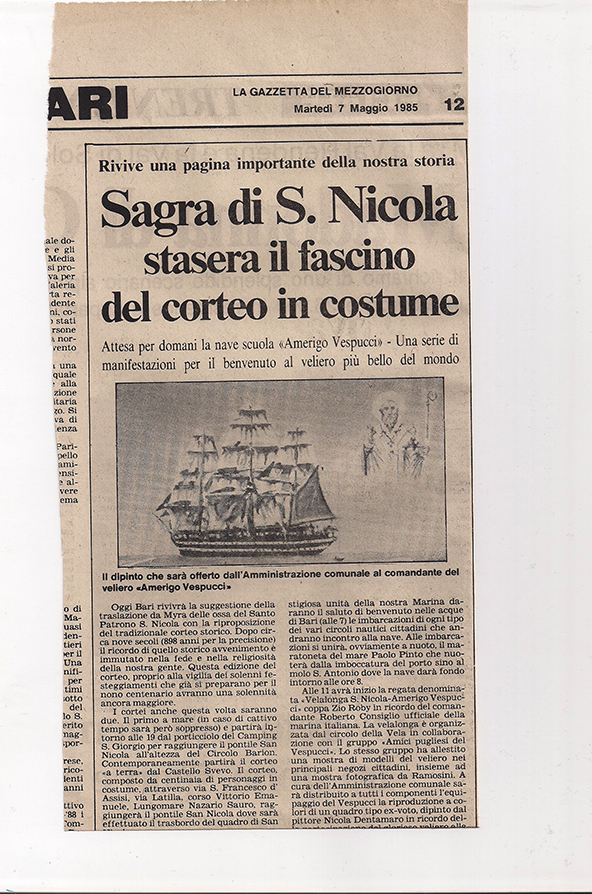 ARI
LA GAZZETTA DEL MEZZOGIORNO
Martedì 7 Maggio 1985
12
Rivive una pagina importante della nostra storia
Sagra di S. Nicola
stasera il fascino
del corteo in costume
Attesa per domani la nave scuola «Amerigo Vespucci» - Una serie di
manifestazioni per il benvenuto al veliero più bello del mondo
Il dipinto che sarà offerto dall'Amministrazione comunale al comandante del
veliero «Amerigo Vespucci»
Oggi Bari rivivrà la suggestione della
traslazione da Myra delle ossa del Santo
Patrono S. Nicola con la riproposizione
del tradizionale corteo storico. Dopo cir-
ca nove secoli (898 anni per la precisione)
il ricordo di quello storico avvenimento è
immutato nella fede e nella religiosità
della nostra gente. Questa edizione del
corteo, proprio alla vigilia dei solenni fe-
steggiamenti che già si preparano per il
nono centenario avranno una solennità
ancora maggiore.
I cortei anche questa volta saranno
due. Il primo a mare (in caso di cattivo
tempo sarà però soppresso) e partirà in-
torno alle 19 dal porticciolo del Camping
S. Giorgio per raggiungere il pontile San
Nicola all'altezza del Circolo Barion.
Contemporaneamente partirà il corteo
«a terra» dal Castello Svevo. Il corteo,
composto da centinaia di personaggi in
costume, attraverso via S. Francesco d'
Assisi, via Latilla, corso Vittorio Ema-
nuele, Lungomare Nazario Sauro, rag-
giungerà il pontile San Nicola dove sarà
effettuato il trasbordo del quadro di San
stigiosa unità della nostra Marina da-
ranno il saluto di benvenuto nelle acque
di Bari (alle 7) le imbarcazioni di ogni tipo
dei vari circoli nautici cittadini che an-
dranno incontro alla nave. Alle imbarca-
zioni si unirà, ovviamente a nuoto, il ma-
ratoneta del mare Paolo Pinto che nuo-
terà dalla imboccatura del porto sino al
molo S. Antonio dove la nave darà fondo
intorno alle ore 8.
Alle 11 avrà inizio la regata denomina-
ta «Velalonga S. Nicola-Amerigo Vespuc-
ci» coppa Zio Roby in ricordo del coman-
dante Roberto Consiglio ufficiale della
marina italiana. La velalonga è organiz-
zata dal circolo della Vela in collabora-
zione con il gruppo «Amici pugliesi del
Vespucci». Lo stesso gruppo ha allestito
una mostra di modelli del veliero nei
principali negozi cittadini, insieme ad
una mostra fotografica da Ramosini. A
cura dell'Amministrazione comunale sa-
rà distribuito a tutti i componenti l'equi-
paggio del Vespucci la riproduzione a co-
lori di un quadro tipo ex-voto, dipinto dal
pittore Nicola Dentamaro in ricordo del-